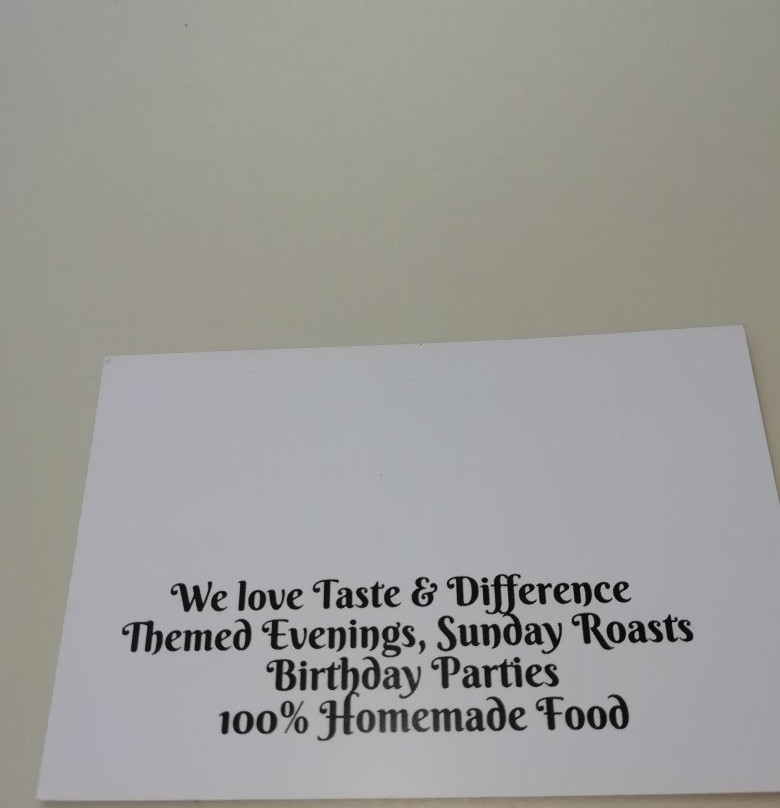 We love Taste & Difference
Themed Evenings, Sunday Roasts
Birthday Parties
100% Homemade Food